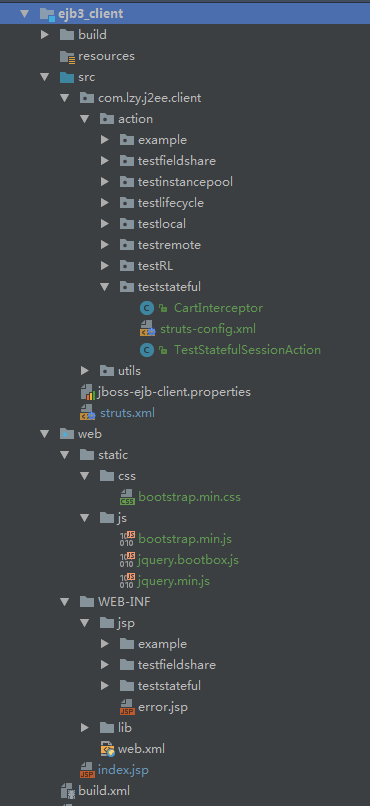 ejb3_client
build
resources
src
com.lzy.j2ee.client
action
example
testfieldshare
testinstancepool
testlifecycle
testlocal
testremote
testRL
teststateful
CartInterceptor
struts-config.xml
TestStatefulSessionAction
utils
jboss-ejb-client.properties
struts.xml
web
static
css
bootstrap.min.css
js
bootstrap.min.js
jquery.bootbox.js
jquery.min.js
WEB-INF
jsp
example
testfieldshare
teststateful
error.jsp
lib
web.xml
index.jsp
build.xml